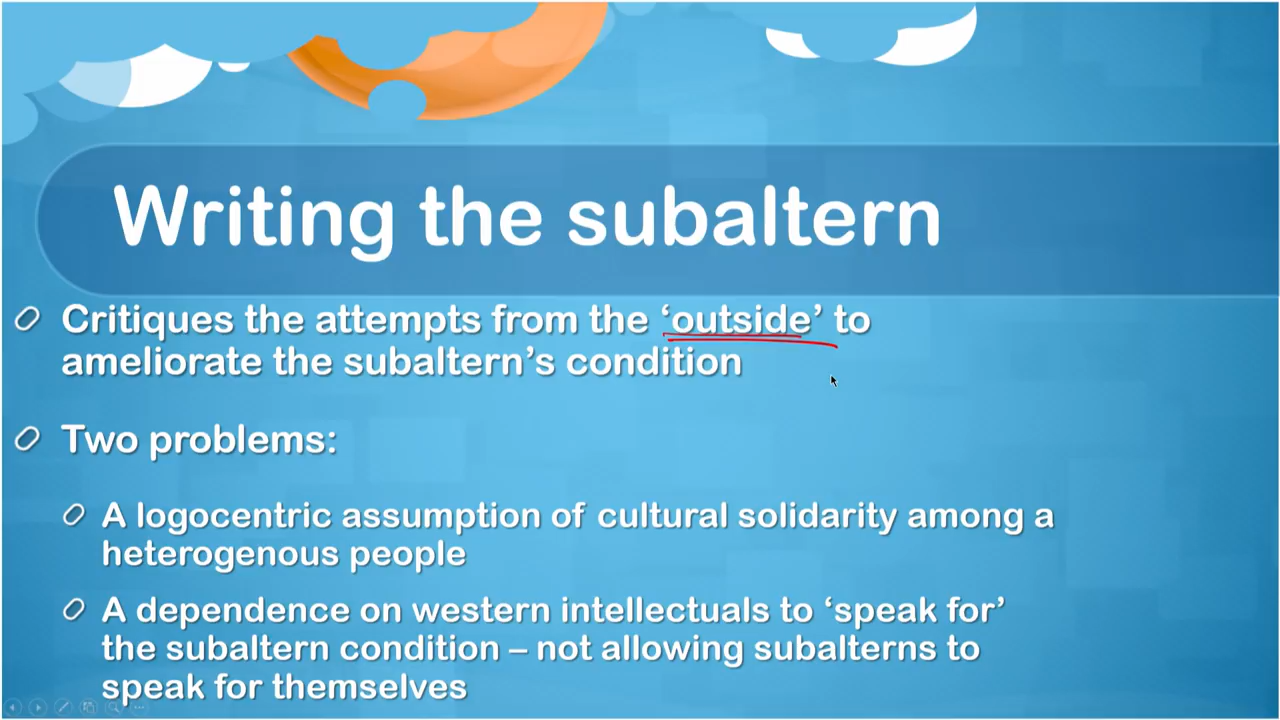 Writing the subaltern
Critiques the attempts from the ‘outside’ to
ameliorate the subaltern’s condition
Two problems:
A logocentric assumption of cultural solidarity among a
heterogenous people
A dependence on western intellectuals to ‘speak for’
the subaltern condition – not allowing subalterns to
speak for themselves